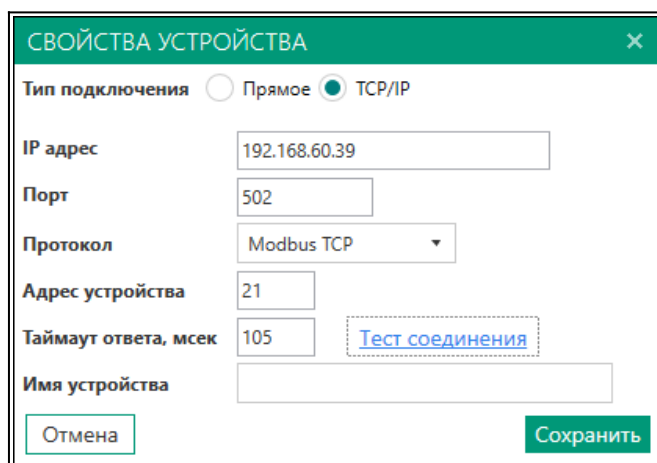 СВОЙСТВА УСТРОЙСТВА ×
Тип подключения Прямое TCP/IP
IP адрес 192.168.60.39
Порт 502
Протокол Modbus TCP
Адрес устройства 21
Таймаут ответа, мсек 105 Тест соединения
Имя устройства
Отмена Сохранить